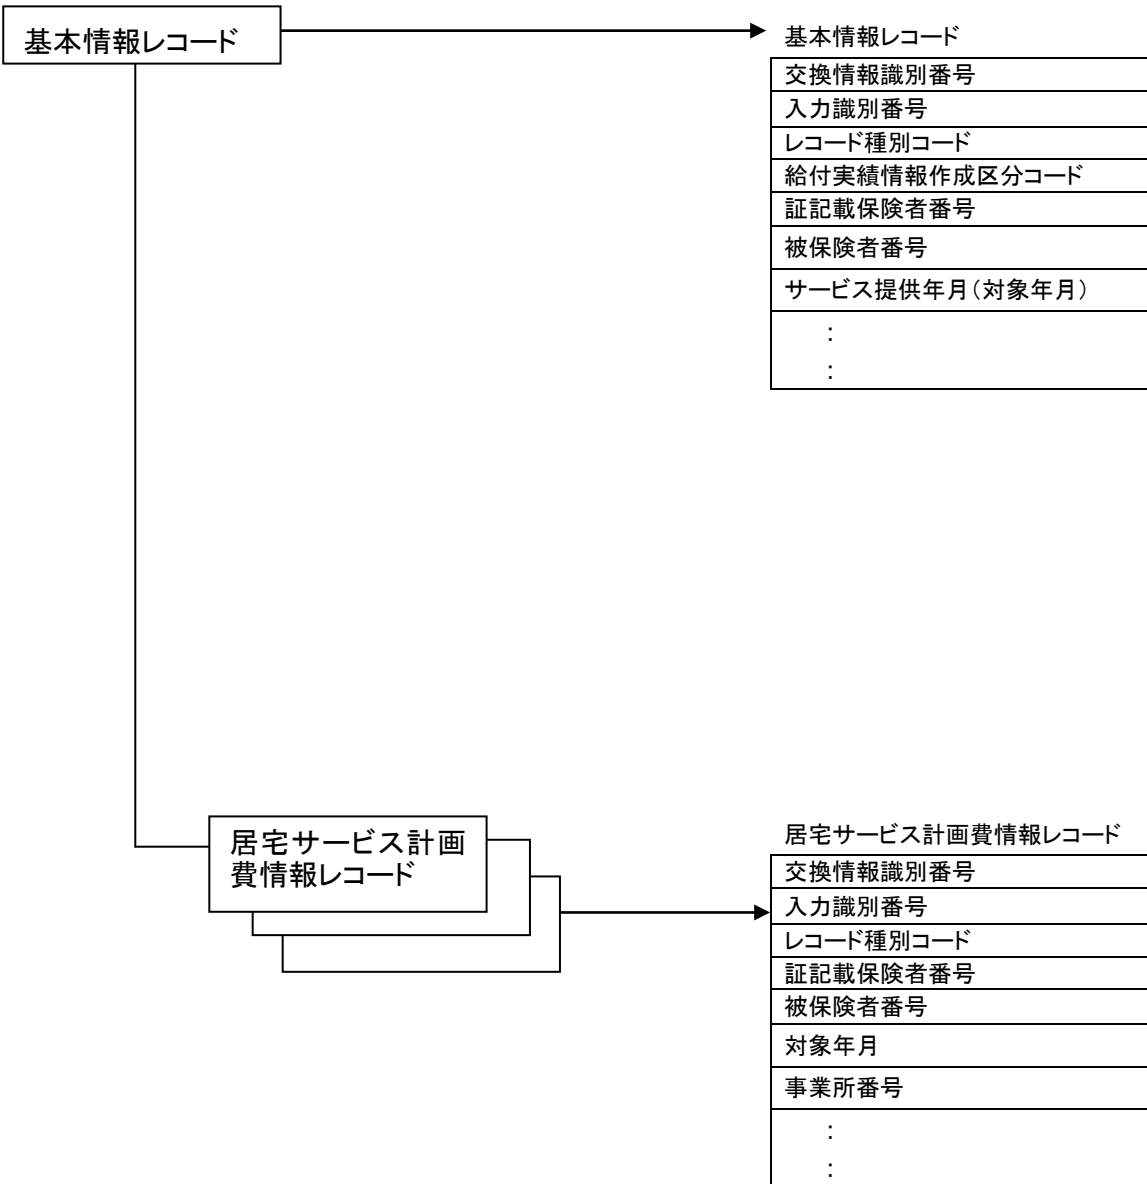 基本情報レコード
基本情報レコード
交換情報識別番号
入力識別番号
レコード種別コード
給付実績情報作成区分コード
証記載保険者番号
被保険者番号
サービス提供年月(対象年月)
:
:
居宅サービス計画
費情報レコード
居宅サービス計画費情報レコード
交換情報識別番号
入力識別番号
レコード種別コード
証記載保険者番号
被保険者番号
対象年月
事業所番号
:
: